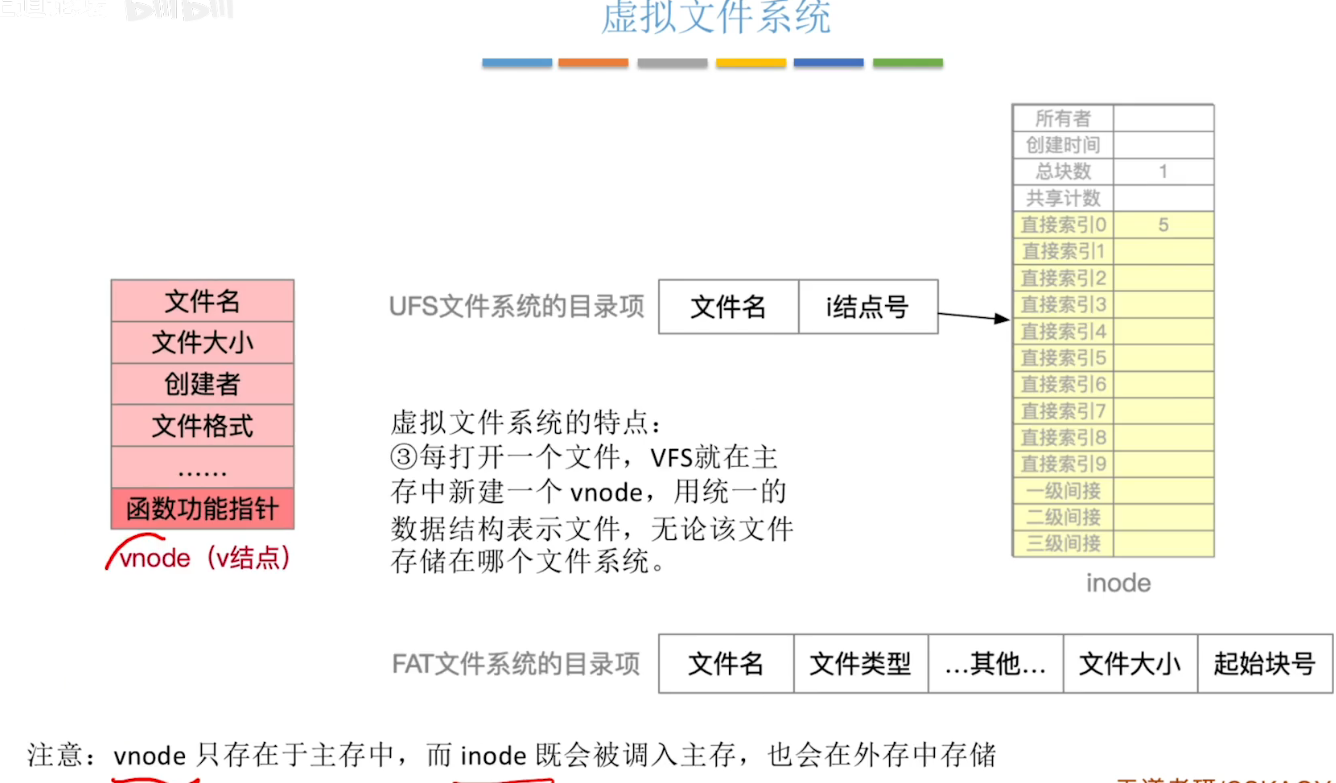 bilibili
虚拟文件系统
所有者
创建时间
总块数 1
共享计数
直接索引0 5
直接索引1
直接索引2
直接索引3
直接索引4
直接索引5
直接索引6
直接索引7
直接索引8
直接索引9
一级间接
二级间接
三级间接
inode
文件名
文件大小
创建者
文件格式
……
函数功能指针
vnode（v结点）
UFS文件系统的目录项 文件名 i结点号
虚拟文件系统的特点：
③每打开一个文件，VFS就在主
存中新建一个 vnode，用统一的
数据结构表示文件，无论该文件
存储在哪个文件系统。
FAT文件系统的目录项 文件名 文件类型 …其他… 文件大小 起始块号
注意：vnode 只存在于主存中，而 inode 既会被调入主存，也会在外存中存储